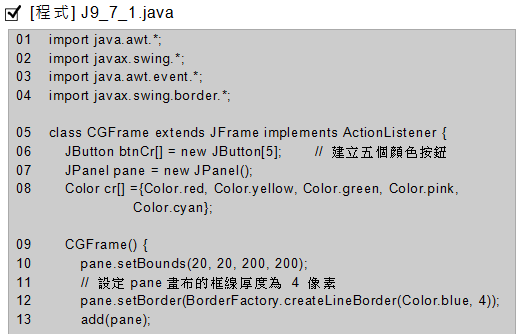 [程式] J9_7_1.java
01 import java.awt.*;
02 import javax.swing.*;
03 import java.awt.event.*;
04 import javax.swing.border.*;
05 class CGFrame extends JFrame implements ActionListener {
06 JButton btnCr[] = new JButton[5]; // 建立五個顏色按鈕
07 JPanel pane = new JPanel();
08 Color cr[] ={Color.red, Color.yellow, Color.green, Color.pink,
Color.cyan};
09 CGFrame() {
10 pane.setBounds(20, 20, 200, 200);
11 // 設定 pane 畫布的框線厚度為 4 像素
12 pane.setBorder(BorderFactory.createLineBorder(Color.blue, 4));
13 add(pane);